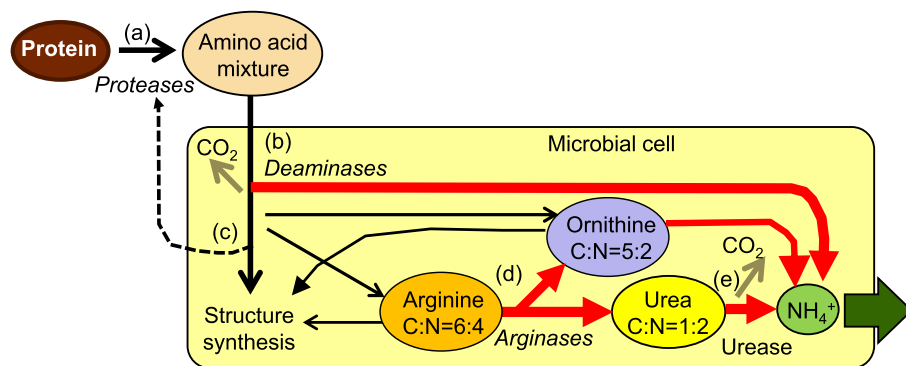 (a)
Protein
Amino acid
mixture
Proteases
(b)
Microbial cell
CO₂
Deaminases
(c)
Ornithine
C:N=5:2
CO₂
(d)
(e)
Arginine
C:N=6:4
Urea
C:N=1:2
NH₄⁺
Structure
synthesis
Arginases
Urease